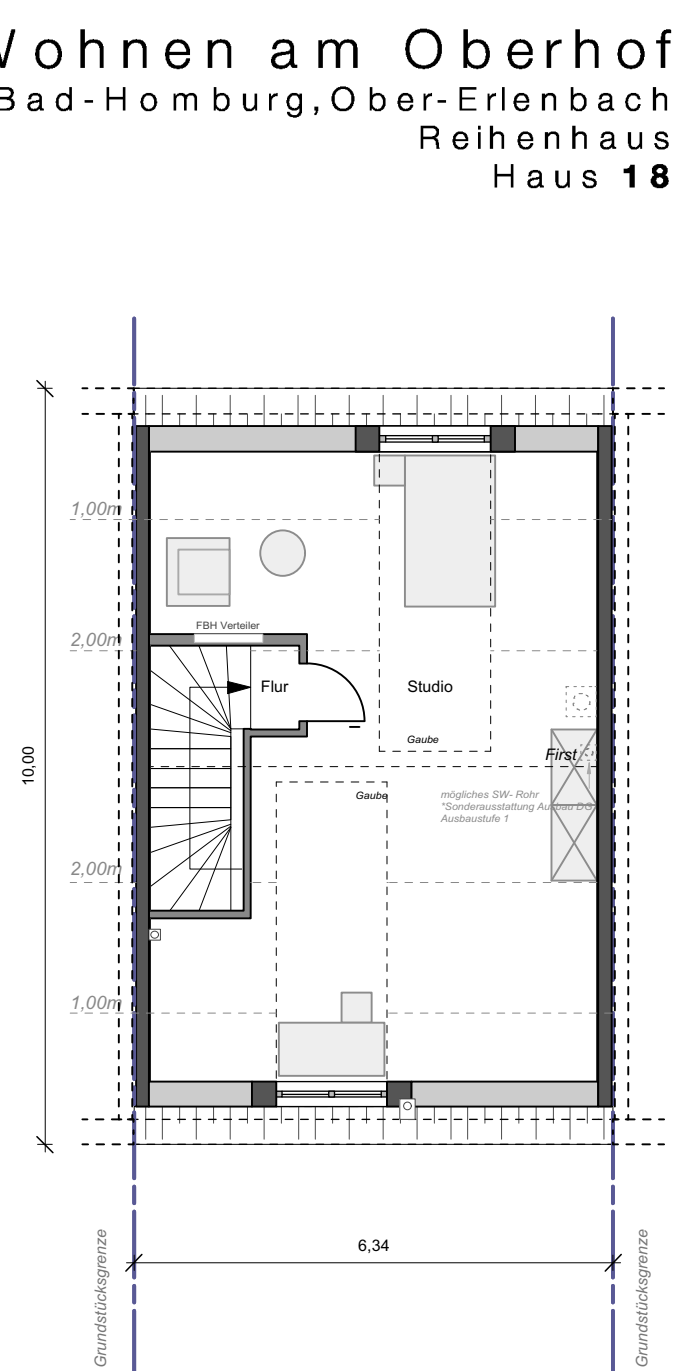 Wohnen am Oberhof
Bad-Homburg,Ober-Erlenbach
Reihenhaus
Haus 18
1,00m
FBH Verteiler
2,00m
Flur
Studio
Gaube
10,00
First
Gaube
mögliches SW- Rohr
*Sonderausstattung Ausbau DG
Ausbaustufe 1
2,00m
1,00m
6,34
Grundstücksgrenze
Grundstücksgrenze